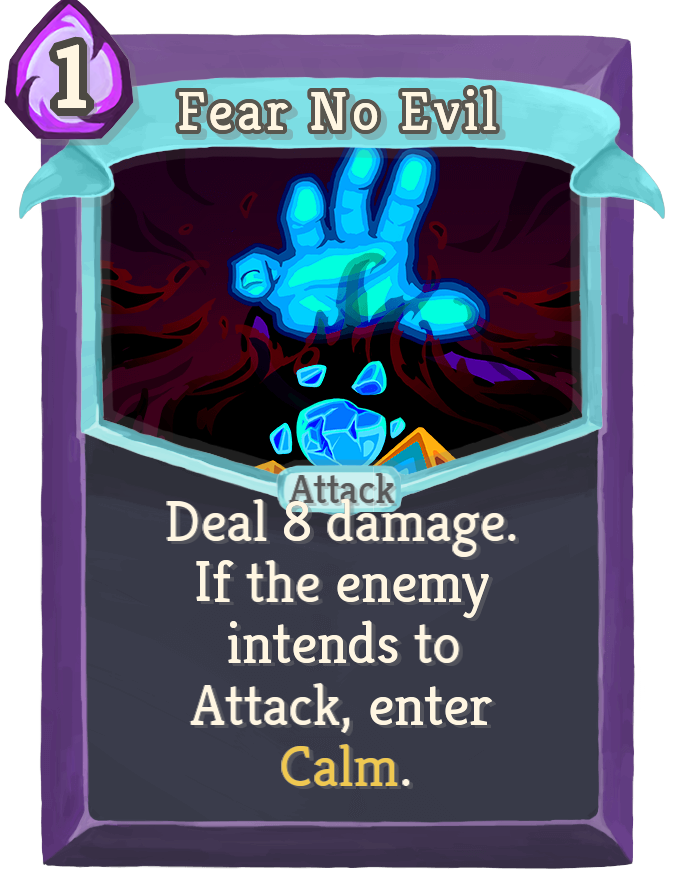 1
Fear No Evil
Attack
Deal 8 damage.
If the enemy
intends to
Attack, enter
Calm.